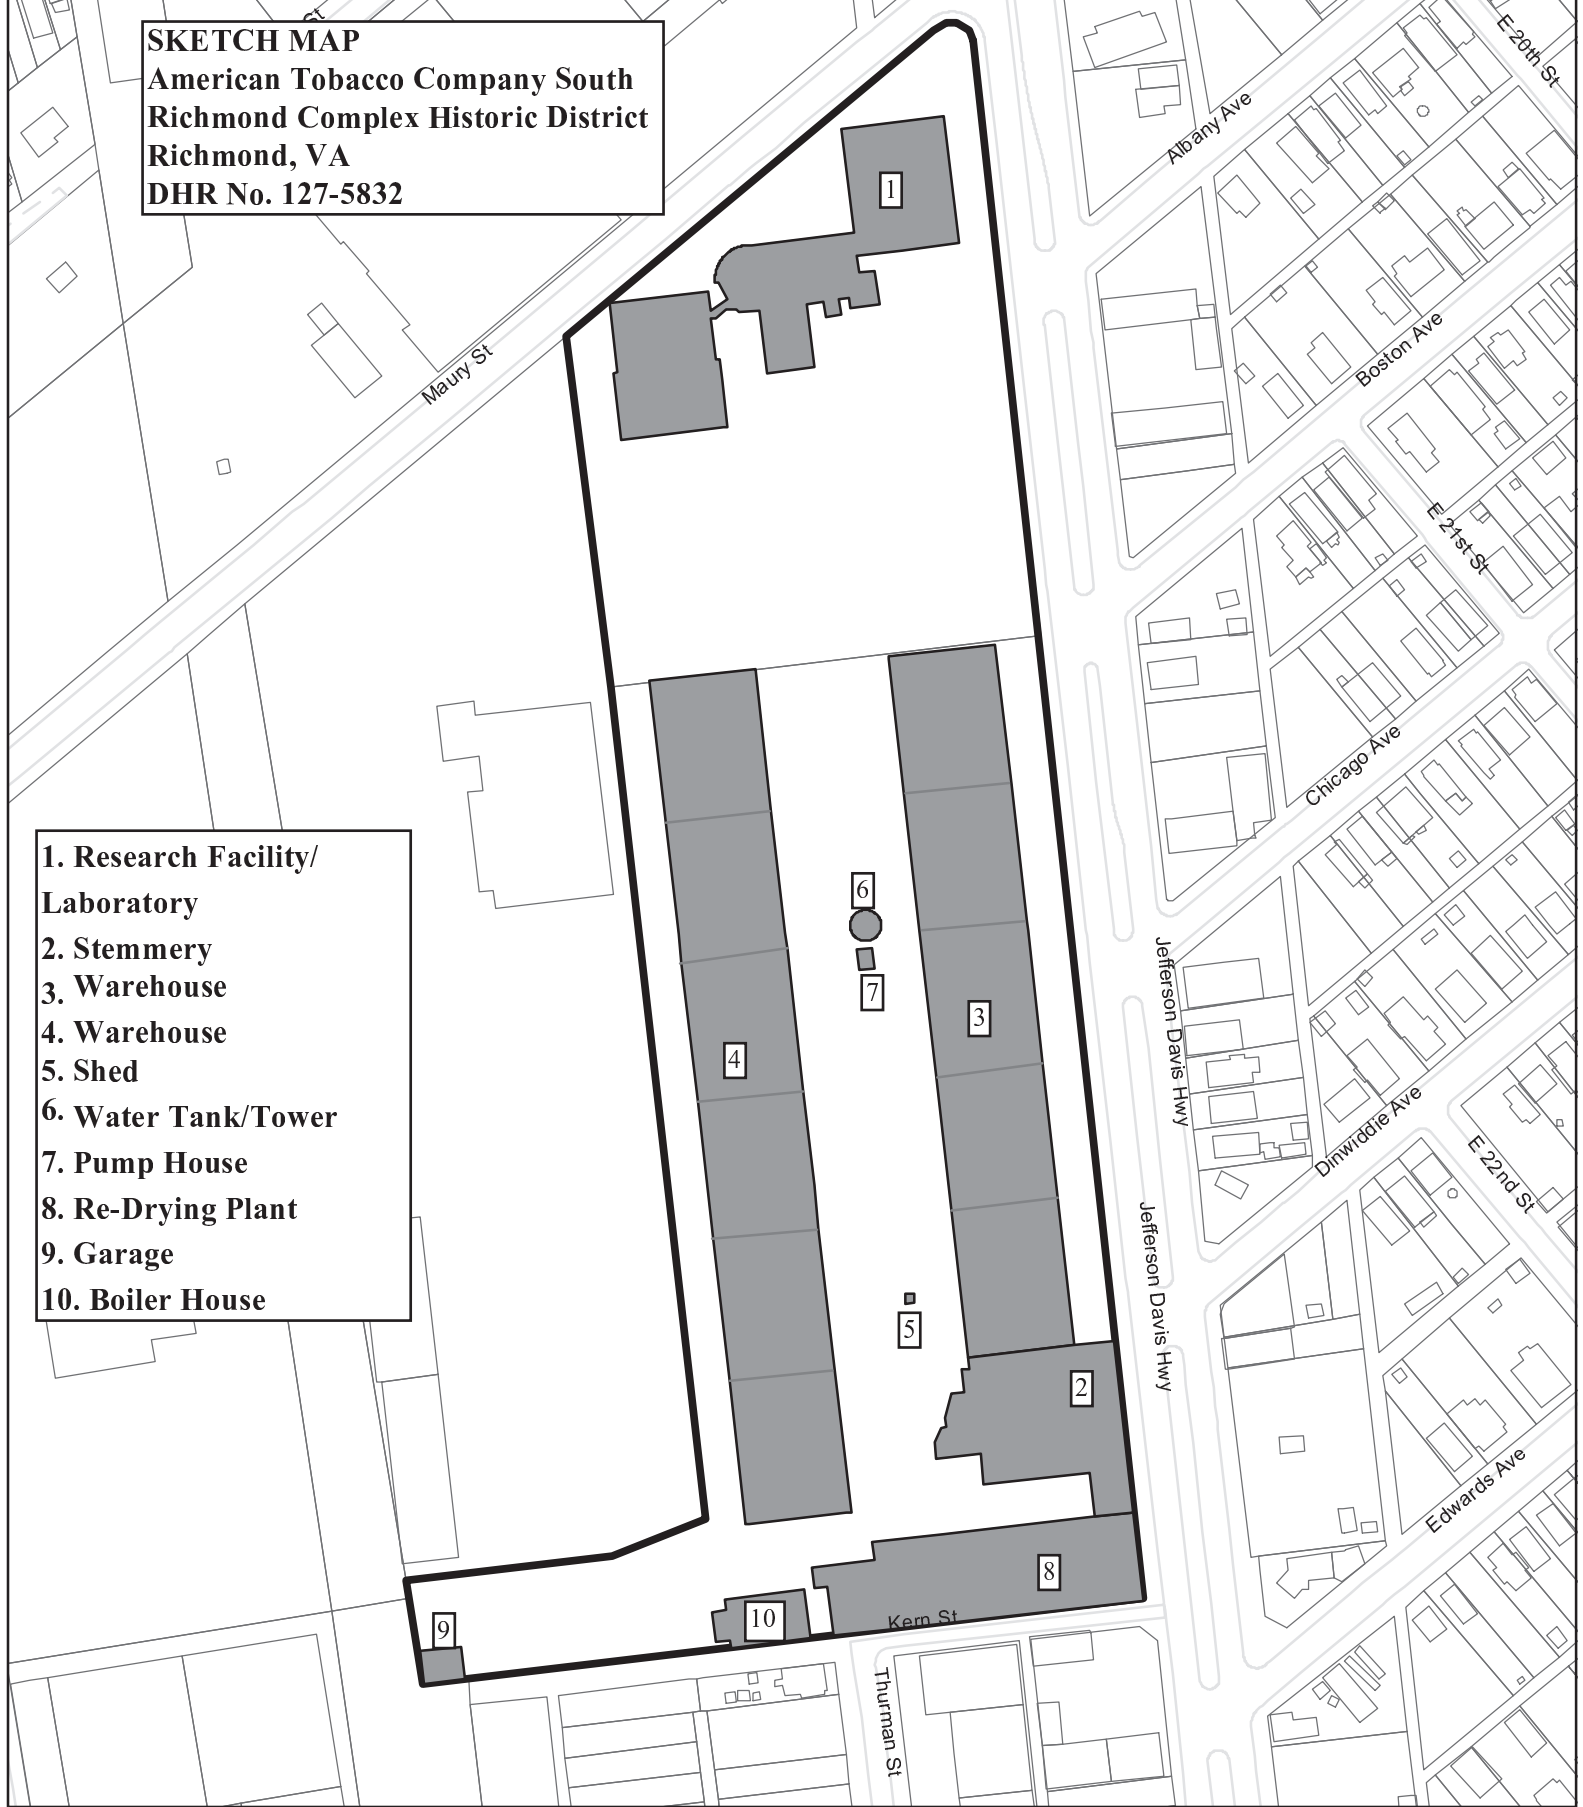 St
SKETCH MAP
American Tobacco Company South
Richmond Complex Historic District
Richmond, VA
DHR No. 127-5832
E 20th St
Albany Ave
1
Maury St
Boston Ave
E 21st St
Chicago Ave
1. Research Facility/
Laboratory
2. Stemmery
3. Warehouse
4. Warehouse
5. Shed
6. Water Tank/Tower
7. Pump House
8. Re-Drying Plant
9. Garage
10. Boiler House
6
7
3
4
Jefferson Davis Hwy
Dinwiddie Ave
E 22nd St
Jefferson Davis Hwy
5
2
Edwards Ave
8
10
9
Kern St
Thurman St